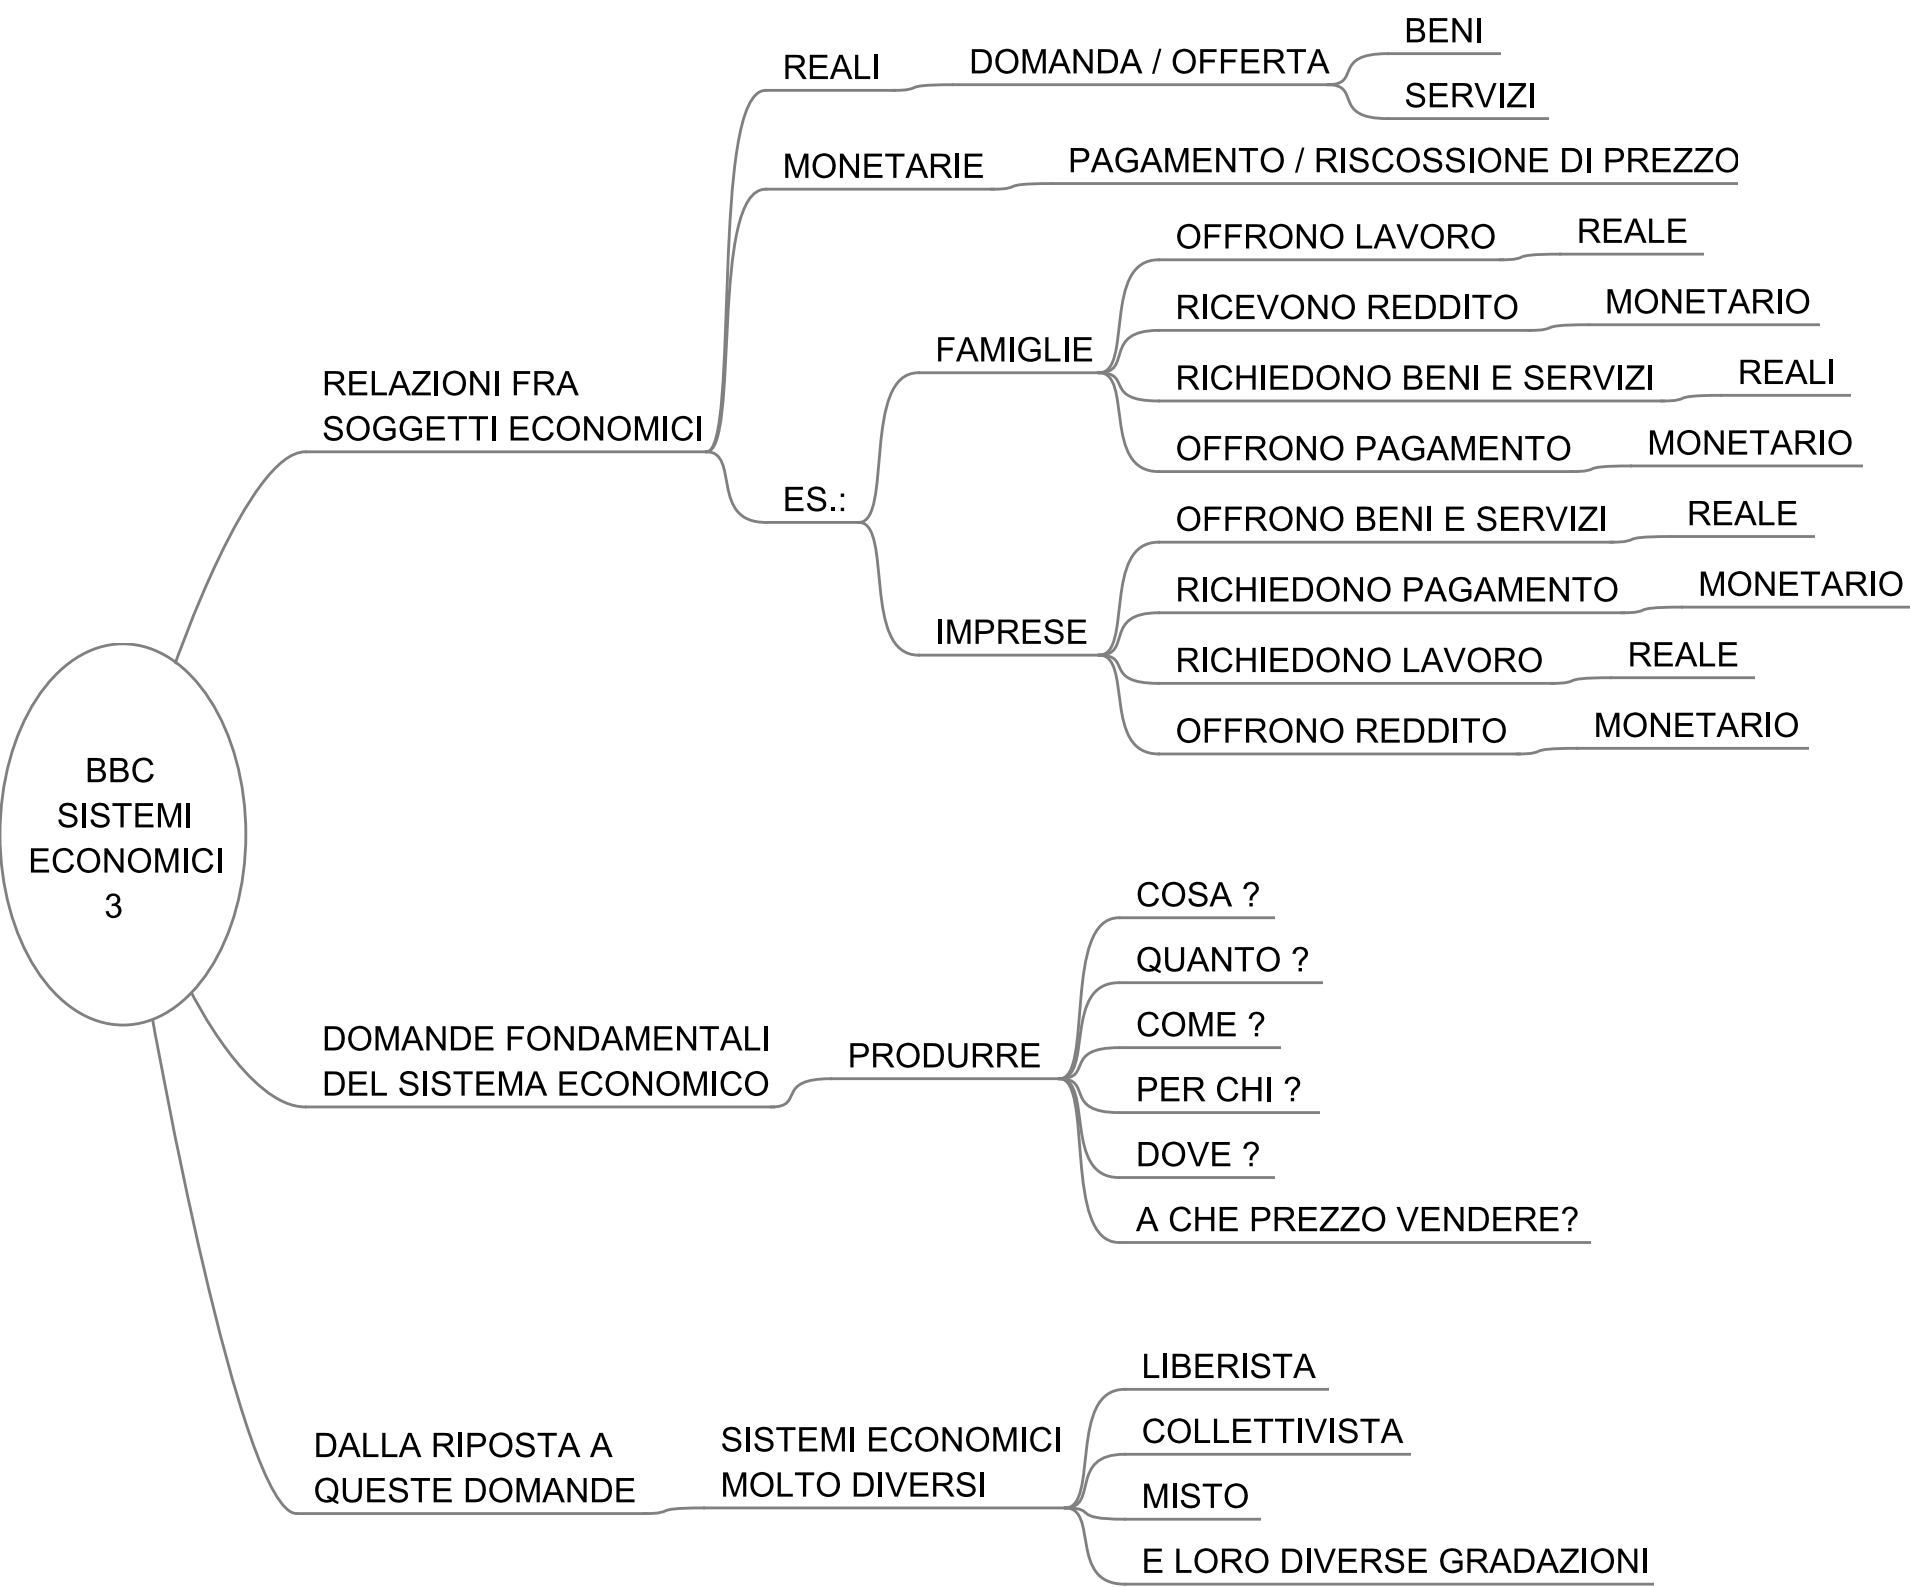 BBC
SISTEMI
ECONOMICI
3
RELAZIONI FRA
SOGGETTI ECONOMICI
REALI
DOMANDA / OFFERTA
BENI
SERVIZI
MONETARIE
PAGAMENTO / RISCOSSIONE DI PREZZO
ES.:
FAMIGLIE
OFFRONO LAVORO
REALE
RICEVONO REDDITO
MONETARIO
RICHIEDONO BENI E SERVIZI
REALI
OFFRONO PAGAMENTO
MONETARIO
IMPRESE
OFFRONO BENI E SERVIZI
REALE
RICHIEDONO PAGAMENTO
MONETARIO
RICHIEDONO LAVORO
REALE
OFFRONO REDDITO
MONETARIO
DOMANDE FONDAMENTALI
DEL SISTEMA ECONOMICO
PRODURRE
COSA ?
QUANTO ?
COME ?
PER CHI ?
DOVE ?
A CHE PREZZO VENDERE?
DALLA RIPOSTA A
QUESTE DOMANDE
SISTEMI ECONOMICI
MOLTO DIVERSI
LIBERISTA
COLLETTIVISTA
MISTO
E LORO DIVERSE GRADAZIONI